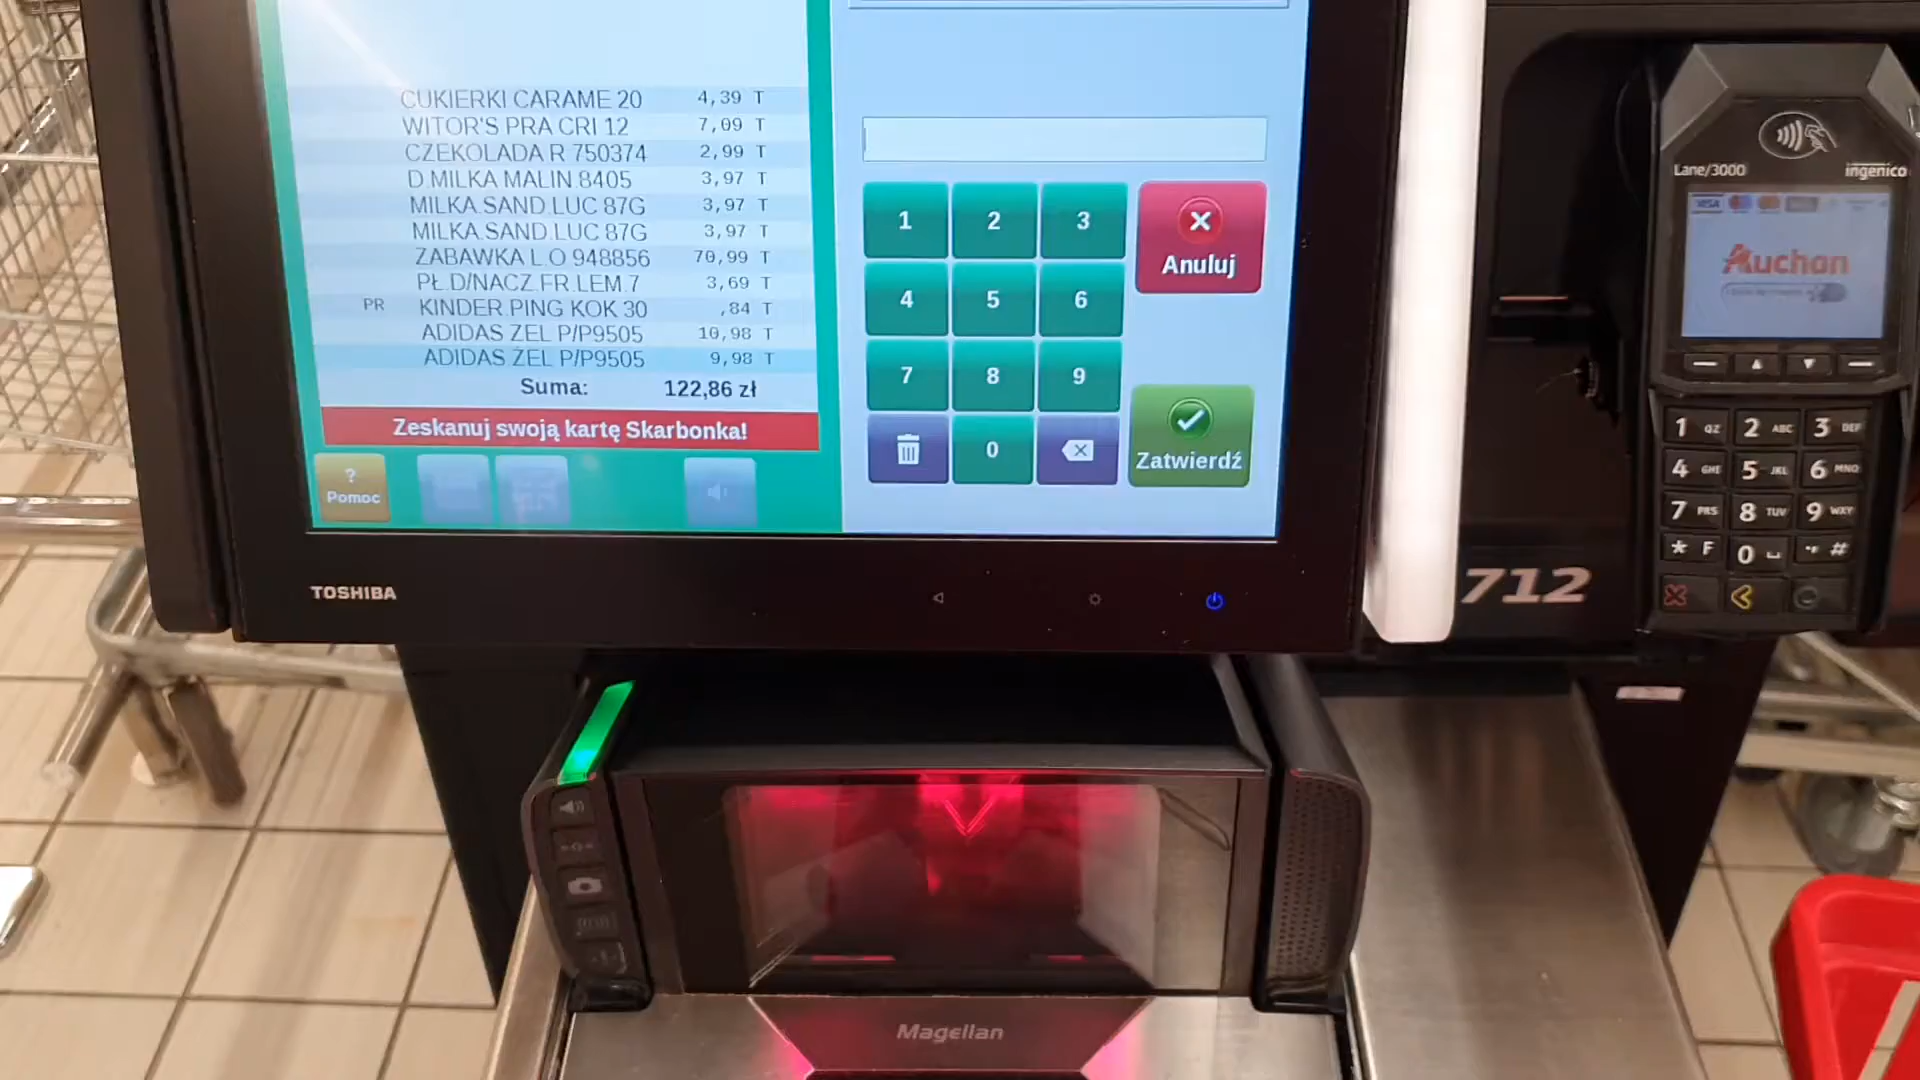 CUKIERKI CARAME 20 4,39 T
WITOR'S PRA CRI 12 7,09 T
CZEKOLADA R 750374 2,99 T
D.MILKA MALIN.8405 3,97 T
MILKA.SAND.LUC 87G 3,97 T
MILKA.SAND.LUC 87G 3,97 T
ZABAWKA L O 948856 70,99 T
PŁ.D/NACZ.FR.LEM.7 3,69 T
PR KINDER.PING KOK 30 ,84 T
ADIDAS ŻEL P/P9505 10,98 T
ADIDAS ŻEL P/P9505 9,98 T
Suma: 122,86 zł
Zeskanuj swoją kartę Skarbonka!
? Pomoc
1 2 3
Anuluj
4 5 6
7 8 9
0
Zatwierdź
TOSHIBA
712
Lane/3000 ingenico
VISA
Auchan
1 QZ 2 ABC 3 DEF
4 GHI 5 JKL 6 MNO
7 PRS 8 TUV 9 WXY
* F 0 #
Magellan